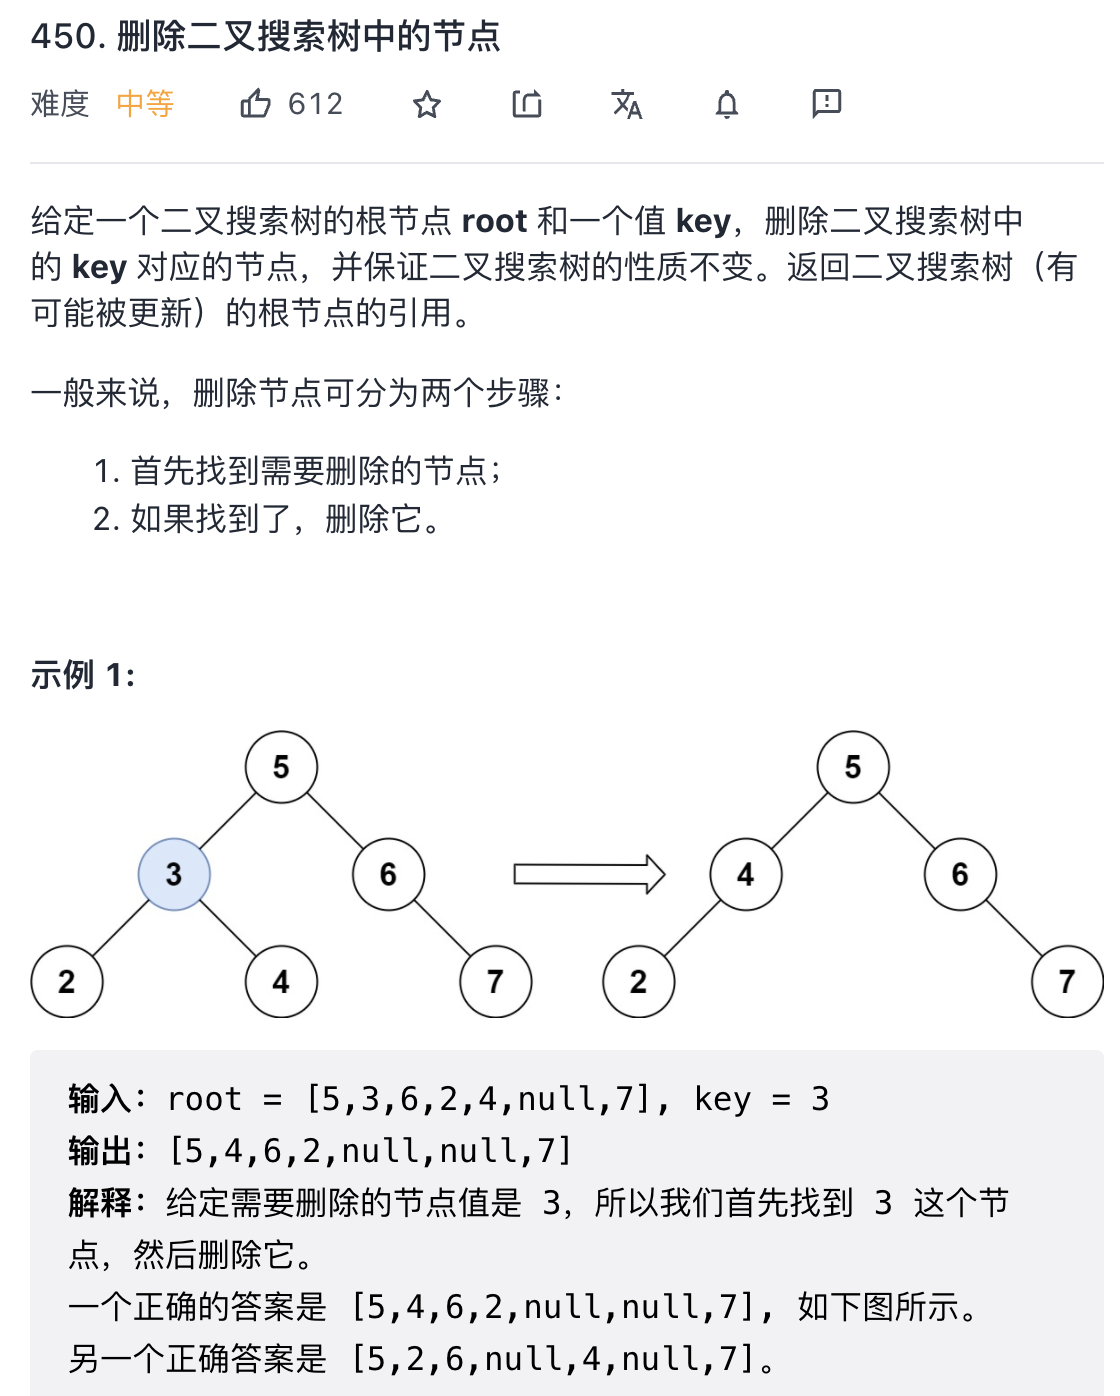 450. 删除二叉搜索树中的节点
难度 中等 612
给定一个二叉搜索树的根节点 root 和一个值 key，删除二叉搜索树中
的 key 对应的节点，并保证二叉搜索树的性质不变。返回二叉搜索树（有
可能被更新）的根节点的引用。
一般来说，删除节点可分为两个步骤：
1. 首先找到需要删除的节点；
2. 如果找到了，删除它。
示例 1:
5 5
3 6 4 6
2 4 7 2 7
输入：root = [5,3,6,2,4,null,7], key = 3
输出：[5,4,6,2,null,null,7]
解释：给定需要删除的节点值是 3，所以我们首先找到 3 这个节
点，然后删除它。
一个正确的答案是 [5,4,6,2,null,null,7], 如下图所示。
另一个正确答案是 [5,2,6,null,4,null,7]。